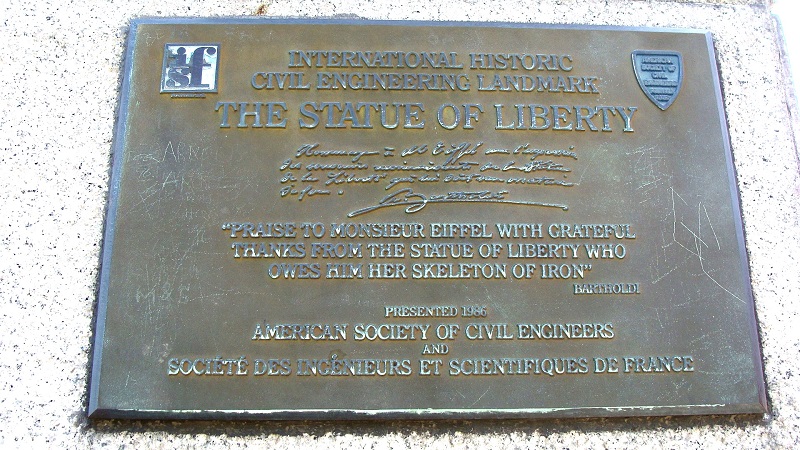 isf
INTERNATIONAL HISTORIC
CIVIL ENGINEERING LANDMARK
THE STATUE OF LIBERTY
Bartholdi
"PRAISE TO MONSIEUR EIFFEL WITH GRATEFUL
THANKS FROM THE STATUE OF LIBERTY WHO
OWES HIM HER SKELETON OF IRON"
BARTHOLDI
PRESENTED 1986
AMERICAN SOCIETY OF CIVIL ENGINEERS
AND
SOCIÉTÉ DES INGÉNIEURS ET SCIENTIFIQUES DE FRANCE